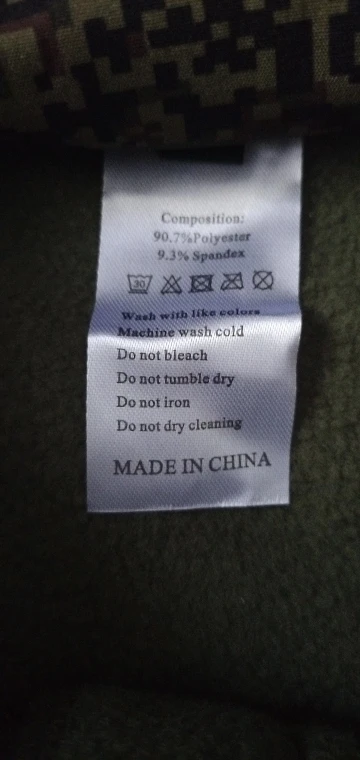 Composition:
90.7%Polyester
9.3% Spandex
30
Wash with like colors
Machine wash cold
Do not bleach
Do not tumble dry
Do not iron
Do not dry cleaning
MADE IN CHINA